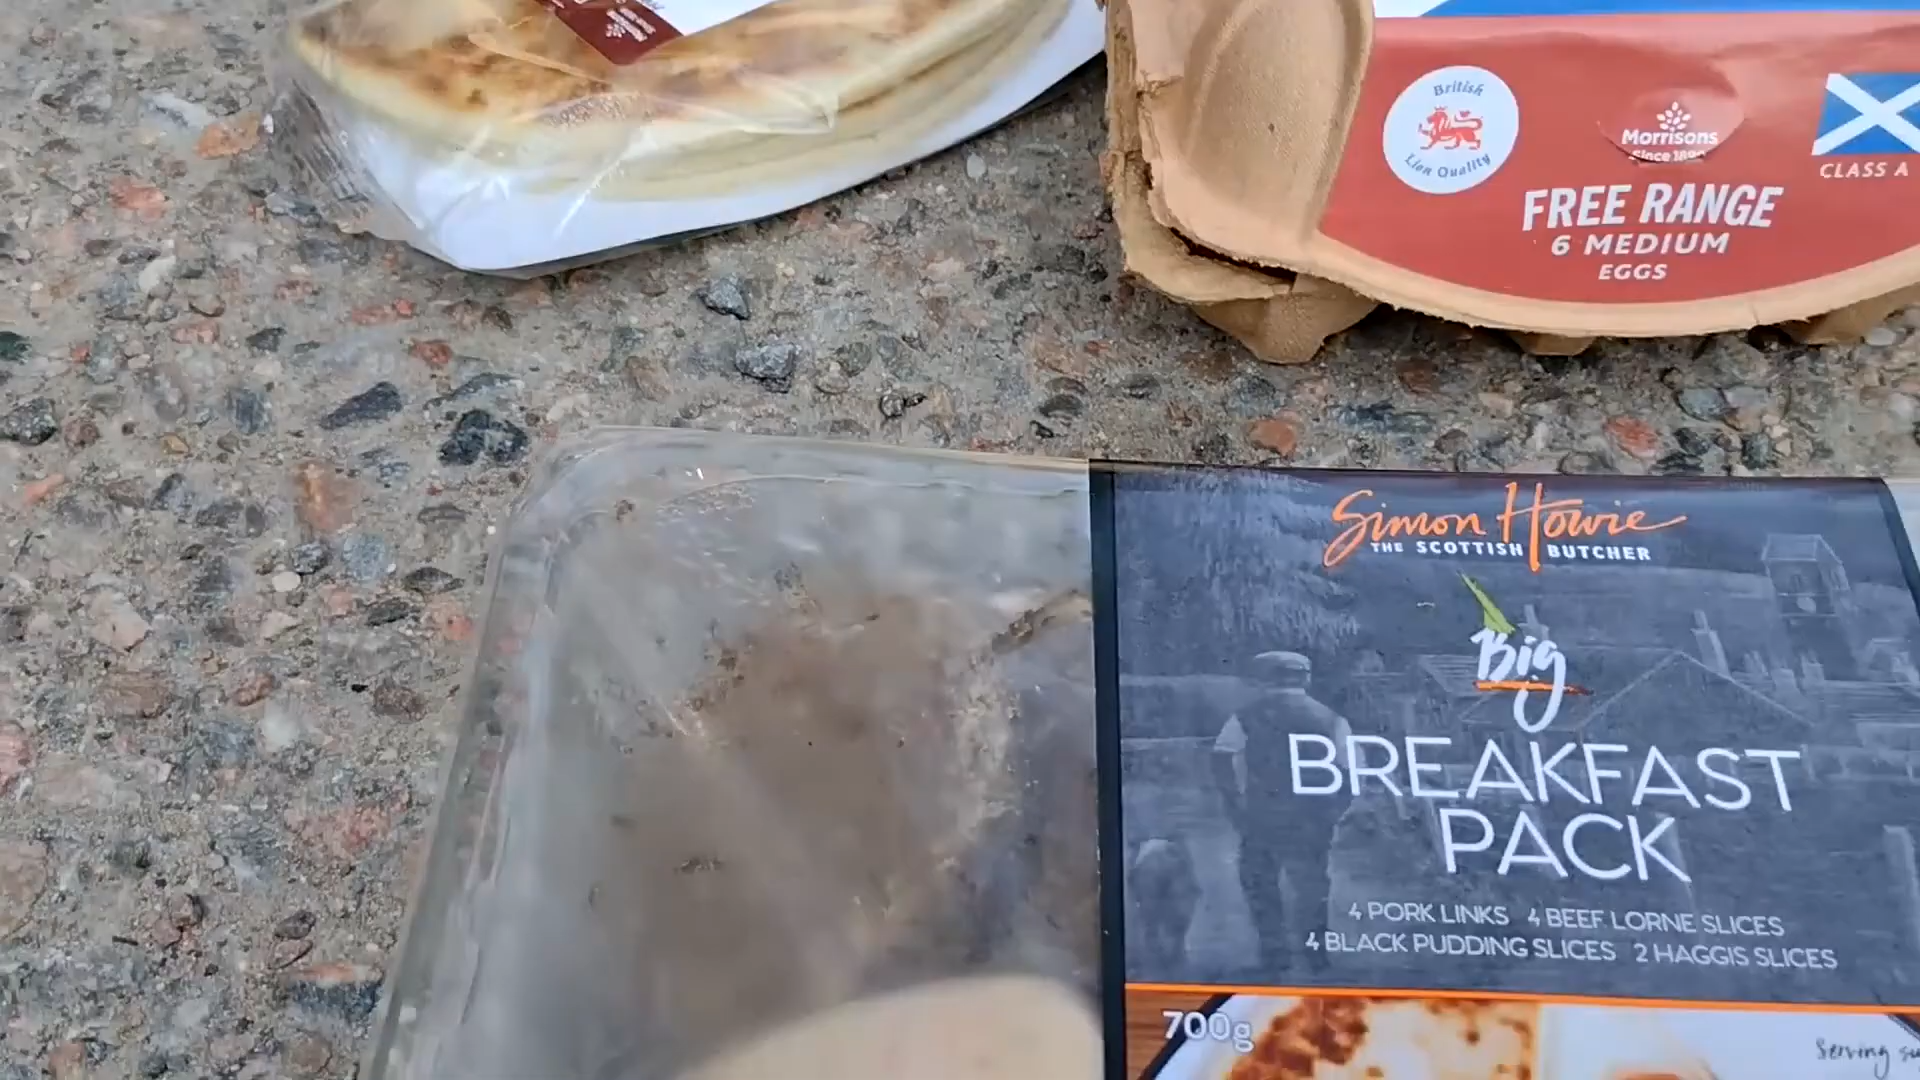 British
Lion Quality
Morrisons
Since 1899
CLASS A
FREE RANGE
6 MEDIUM
EGGS
Simon Howie
THE SCOTTISH BUTCHER
Big
BREAKFAST
PACK
4 PORK LINKS 4 BEEF LORNE SLICES
4 BLACK PUDDING SLICES 2 HAGGIS SLICES
700g
Serving